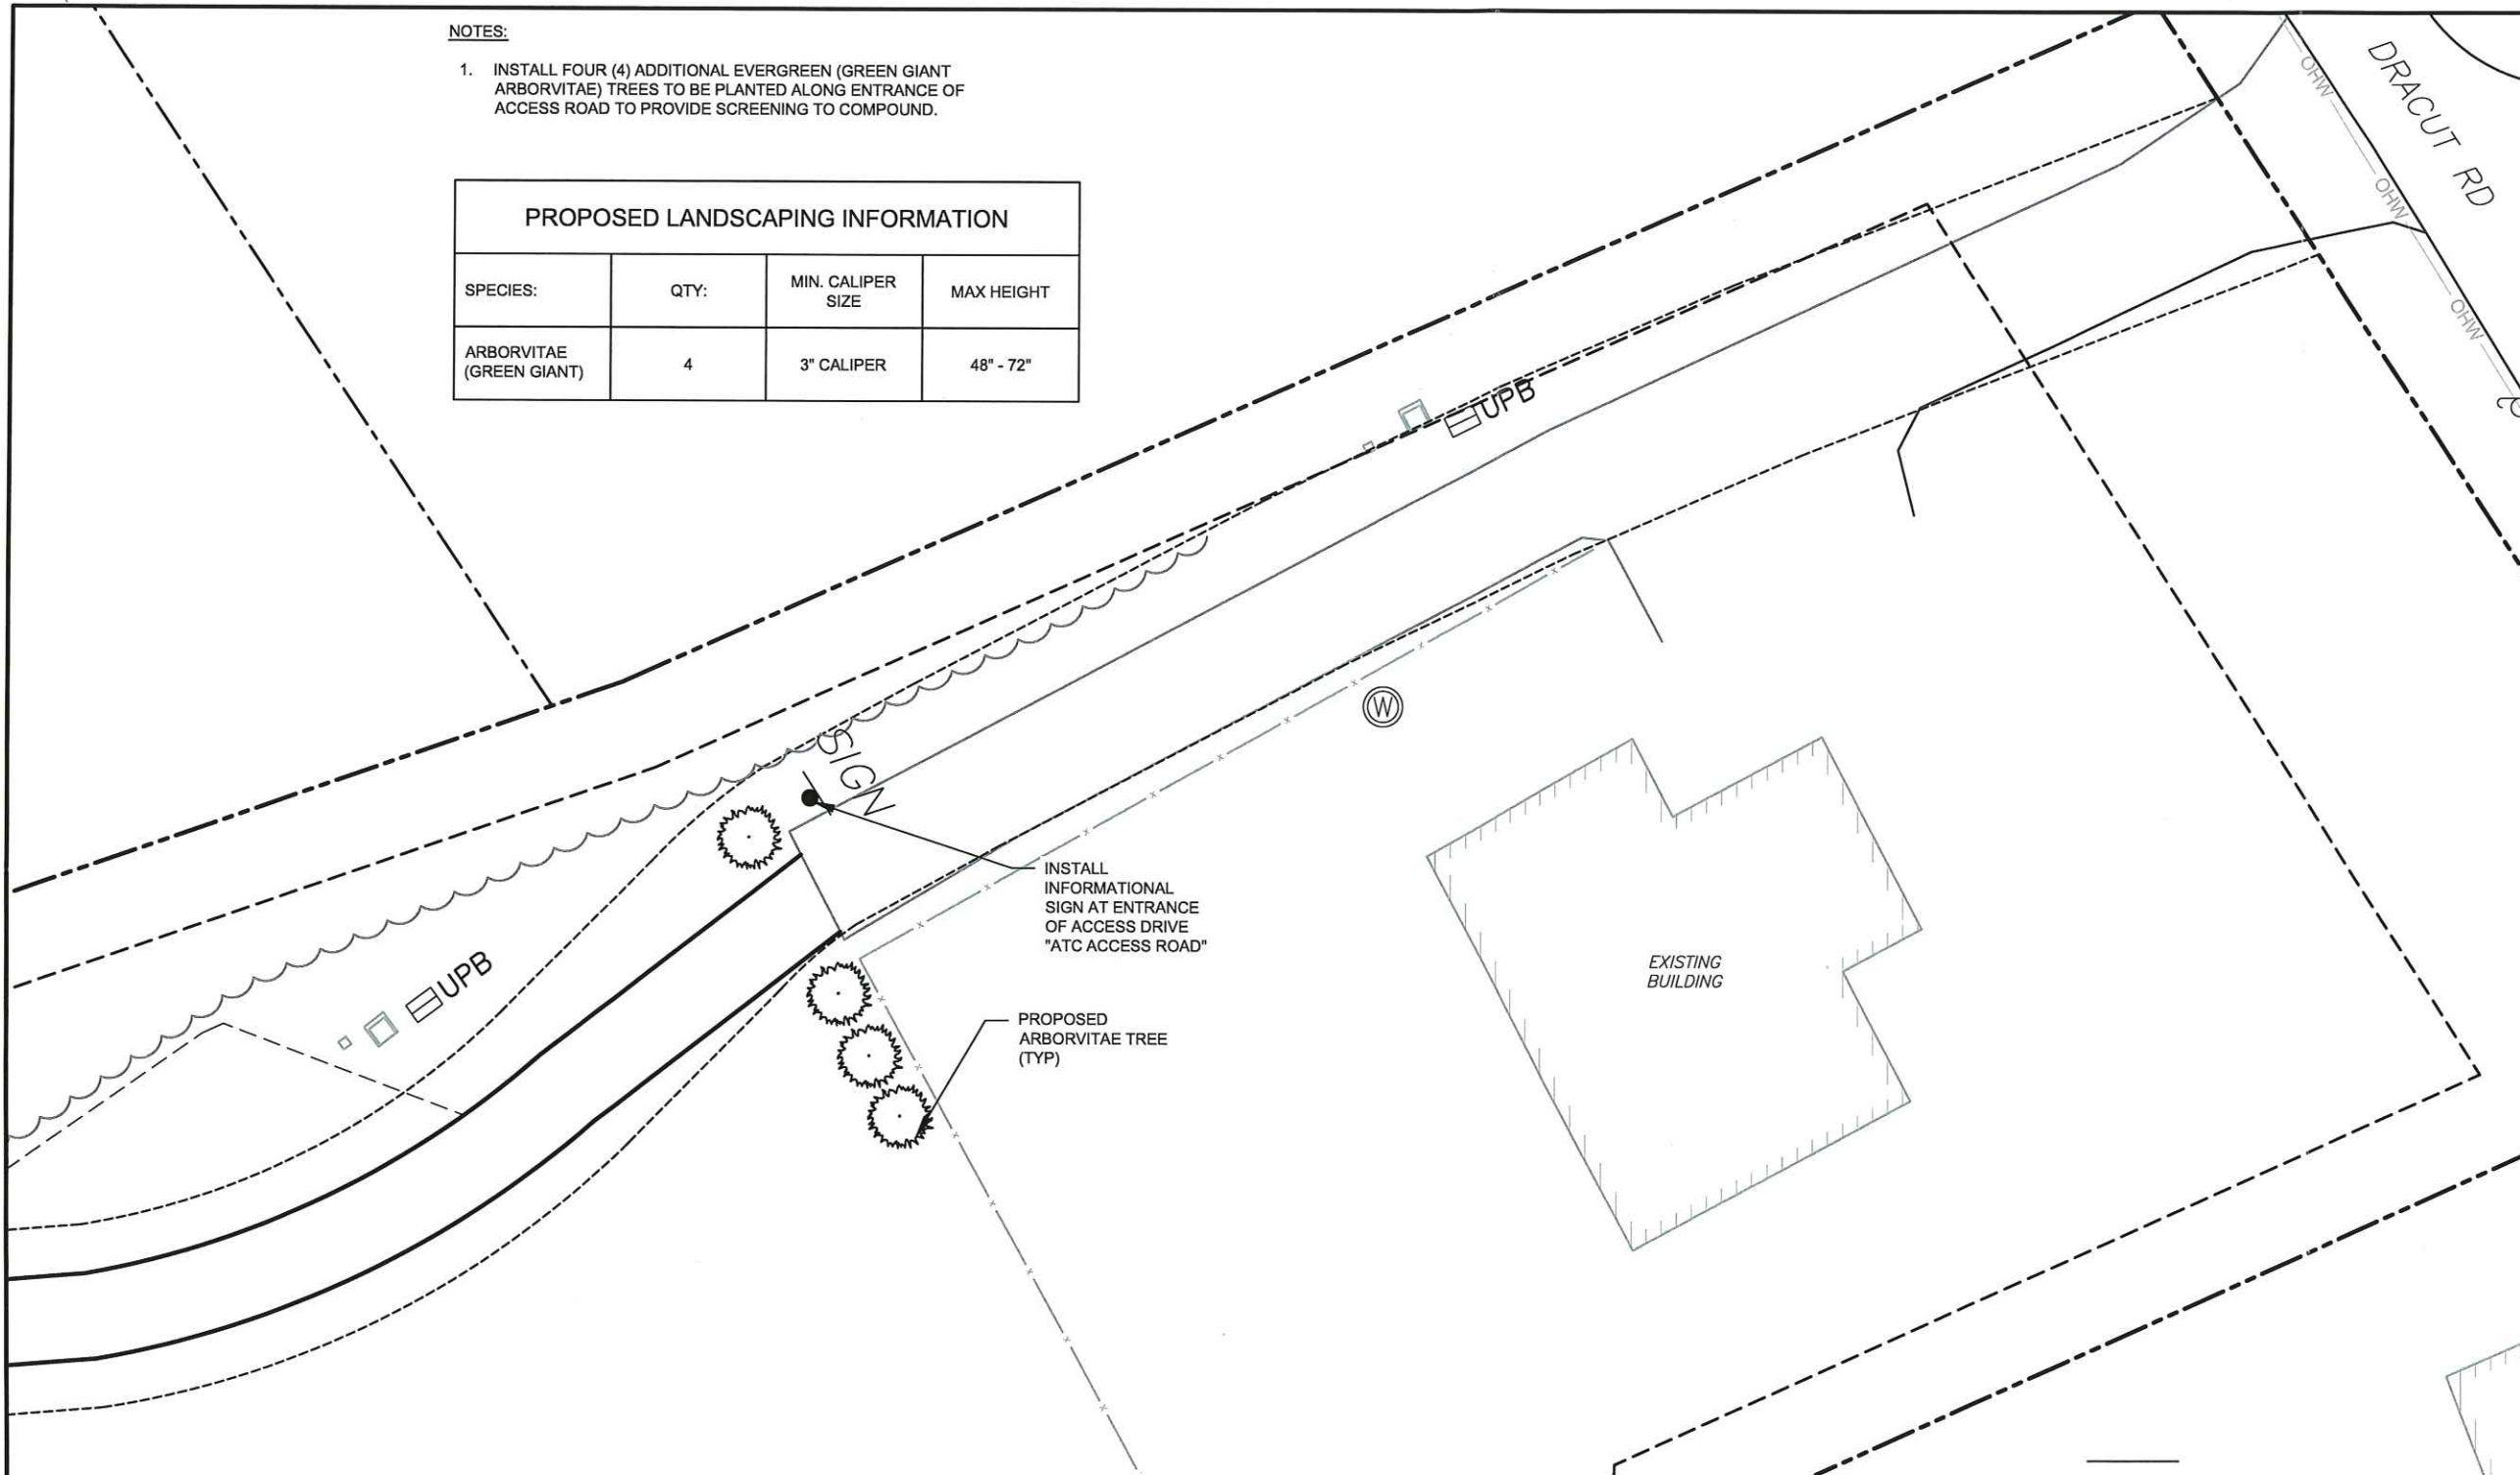 NOTES:
1. INSTALL FOUR (4) ADDITIONAL EVERGREEN (GREEN GIANT
ARBORVITAE) TREES TO BE PLANTED ALONG ENTRANCE OF
ACCESS ROAD TO PROVIDE SCREENING TO COMPOUND.
PROPOSED LANDSCAPING INFORMATION
SPECIES: QTY: MIN. CALIPER SIZE MAX HEIGHT
ARBORVITAE (GREEN GIANT) 4 3" CALIPER 48" - 72"
DRACUT RD
OHW
OHW
OHW
UPB
SIGN
W
INSTALL
INFORMATIONAL
SIGN AT ENTRANCE
OF ACCESS DRIVE
"ATC ACCESS ROAD"
UPB
EXISTING
BUILDING
PROPOSED
ARBORVITAE TREE
(TYP)